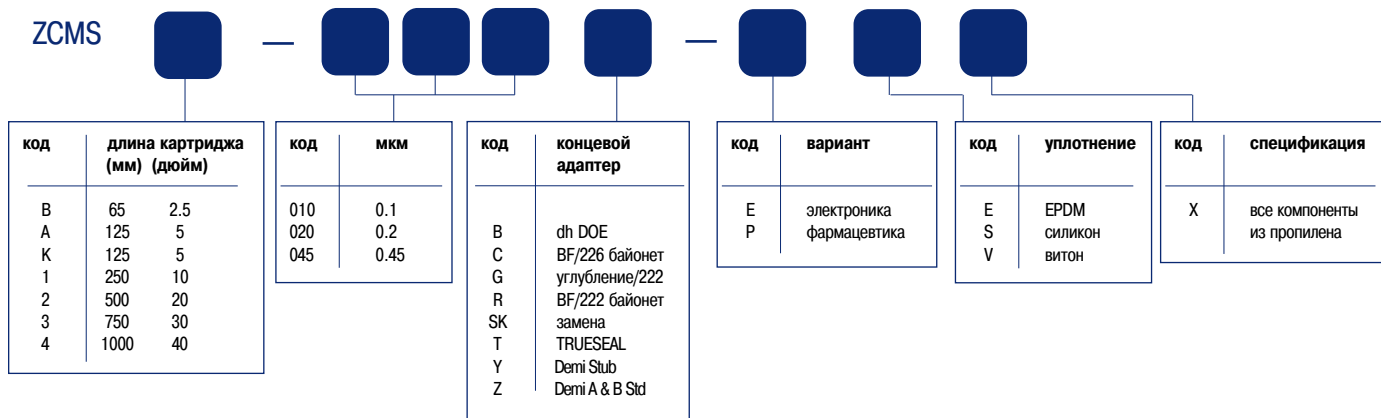 ZCMS — —
код длина картриджа
(мм) (дюйм)
B 65 2.5
A 125 5
K 125 5
1 250 10
2 500 20
3 750 30
4 1000 40
код мкм
010 0.1
020 0.2
045 0.45
код концевой
адаптер
B dh DOE
C BF/226 байонет
G углубление/222
R BF/222 байонет
SK замена
T TRUESEAL
Y Demi Stub
Z Demi A & B Std
код вариант
E электроника
P фармацевтика
код уплотнение
E EPDM
S силикон
V витон
код спецификация
X все компоненты
из пропилена